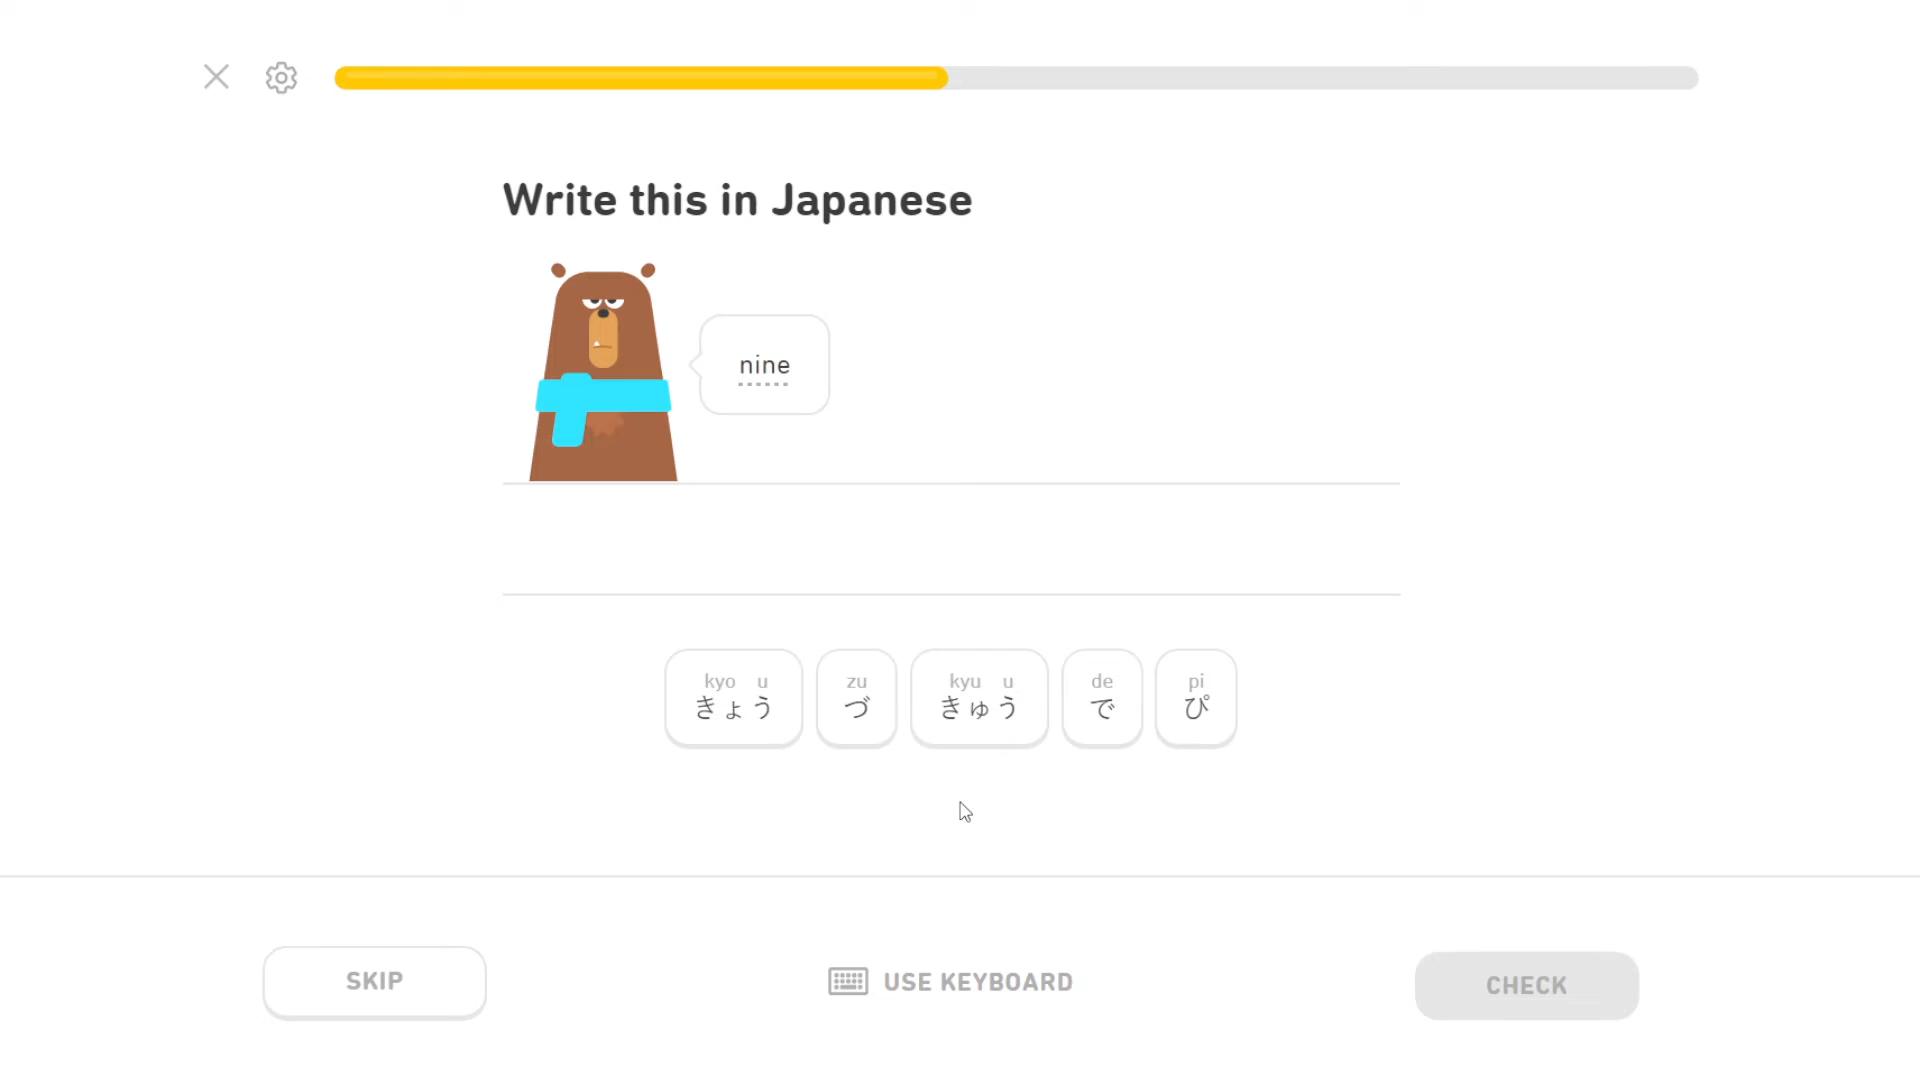 Write this in Japanese
nine
kyo u zu kyu u de pi
きょう づ きゅう で ぴ
SKIP USE KEYBOARD CHECK